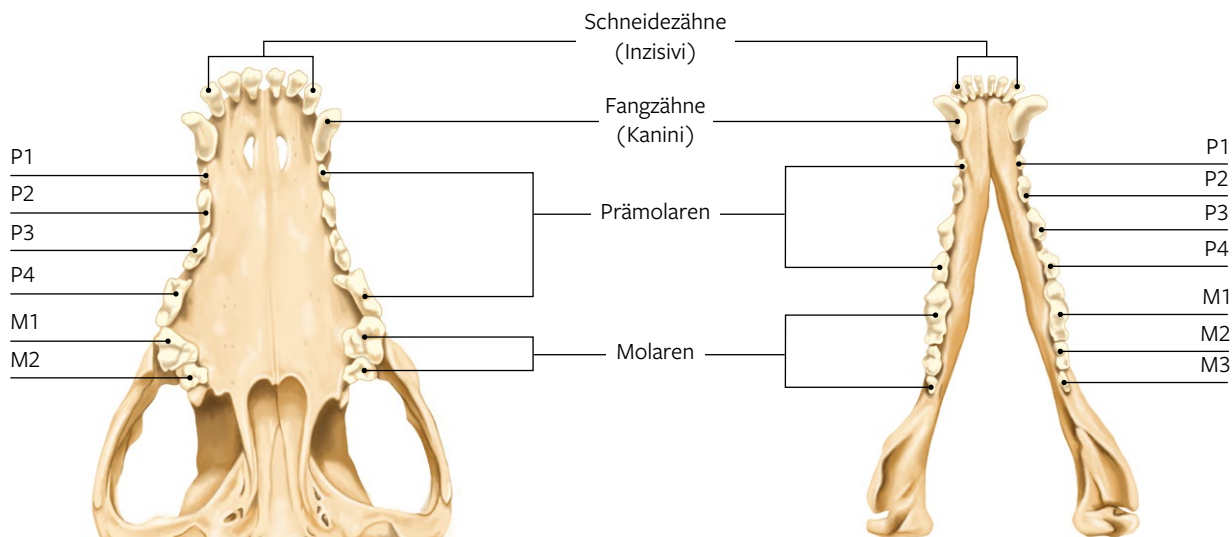 Schneidezähne
(Inzisivi)
Fangzähne
(Kanini)
Prämolaren
Molaren
P1
P2
P3
P4
M1
M2
P1
P2
P3
P4
M1
M2
M3